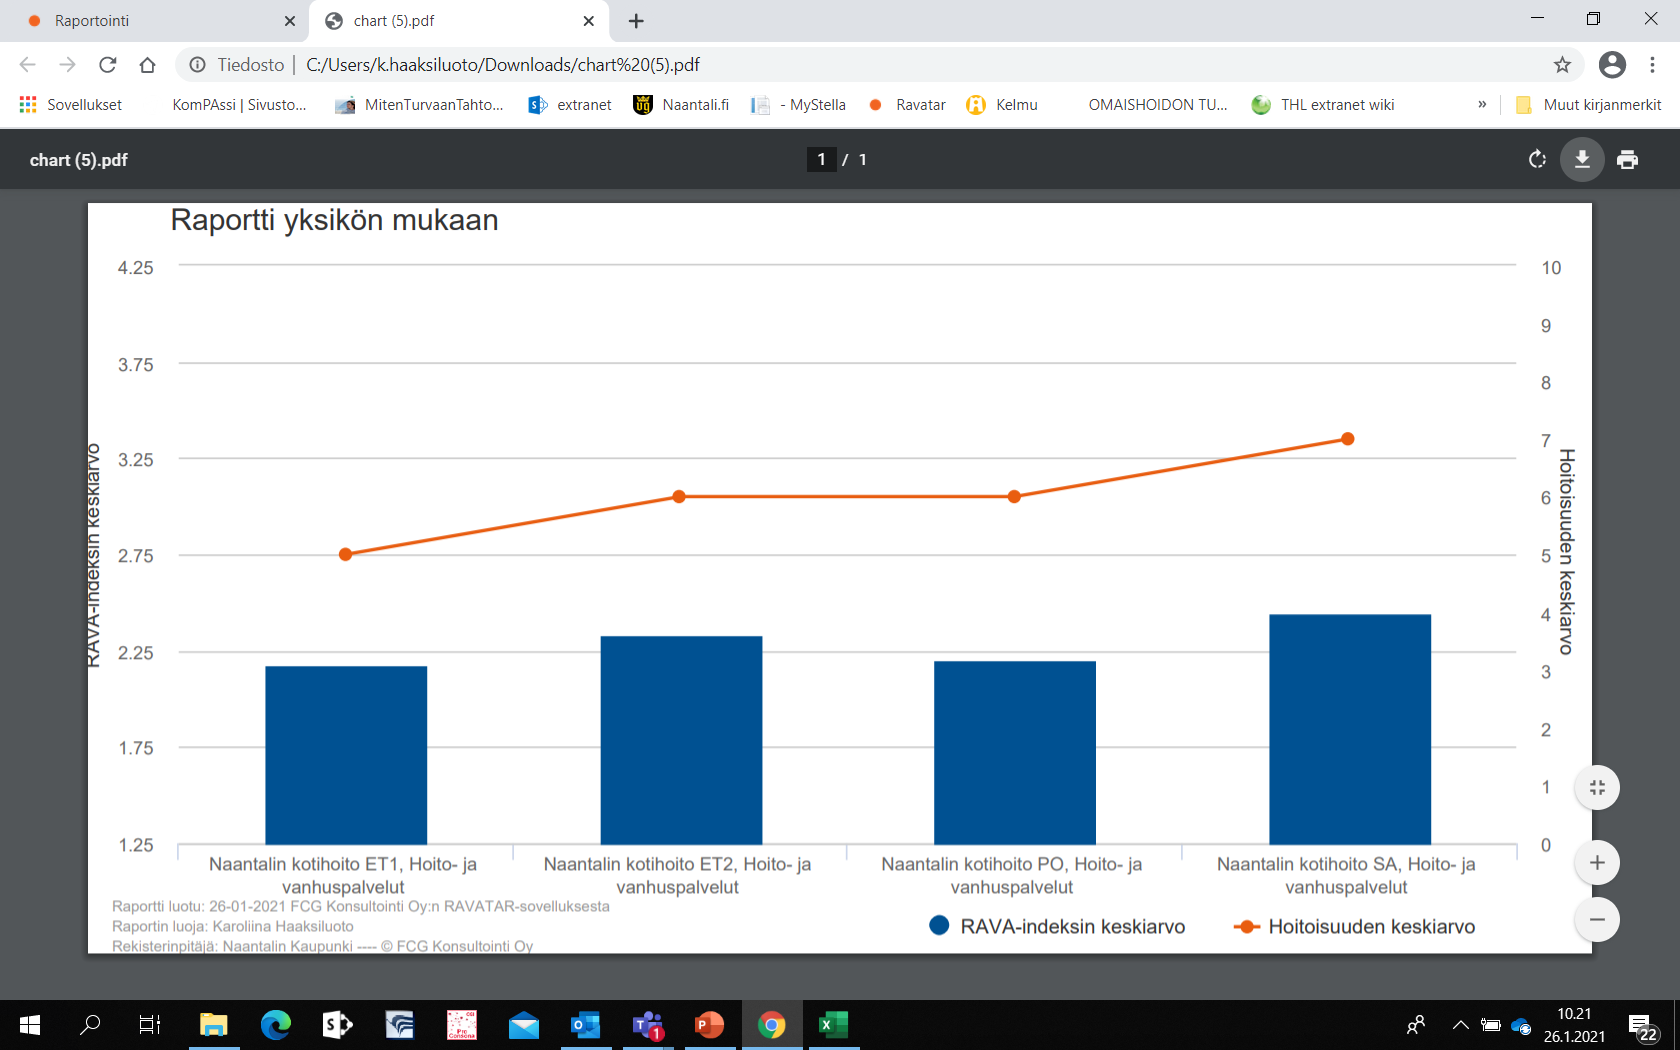 Raportointi
chart (5).pdf
Tiedosto | C:/Users/k.haaksiluoto/Downloads/chart%20(5).pdf
Sovellukset KomPAssi | Sivusto... MitenTurvaanTahto... extranet Naantali.fi - MyStella Ravatar Kelmu OMAISHOIDON TU... THL extranet wiki » Muut kirjanmerkit
chart (5).pdf 1 / 1
Raportti yksikön mukaan
4.25
3.75
3.25
2.75
2.25
1.75
1.25
RAVA-indeksin keskiarvo
10
9
8
7
6
5
4
3
2
1
0
Hoitoisuuden keskiarvo
Naantalin kotihoito ET1, Hoito- ja
vanhuspalvelut
Naantalin kotihoito ET2, Hoito- ja
vanhuspalvelut
Naantalin kotihoito PO, Hoito- ja
vanhuspalvelut
Naantalin kotihoito SA, Hoito- ja
vanhuspalvelut
Raportti luotu: 26-01-2021 FCG Konsultointi Oy:n RAVATAR-sovelluksesta
Raportin luoja: Karoliina Haaksiluoto
Rekisterinpitäjä: Naantalin Kaupunki ---- © FCG Konsultointi Oy
RAVA-indeksin keskiarvo
Hoitoisuuden keskiarvo
10.21
26.1.2021
22
1